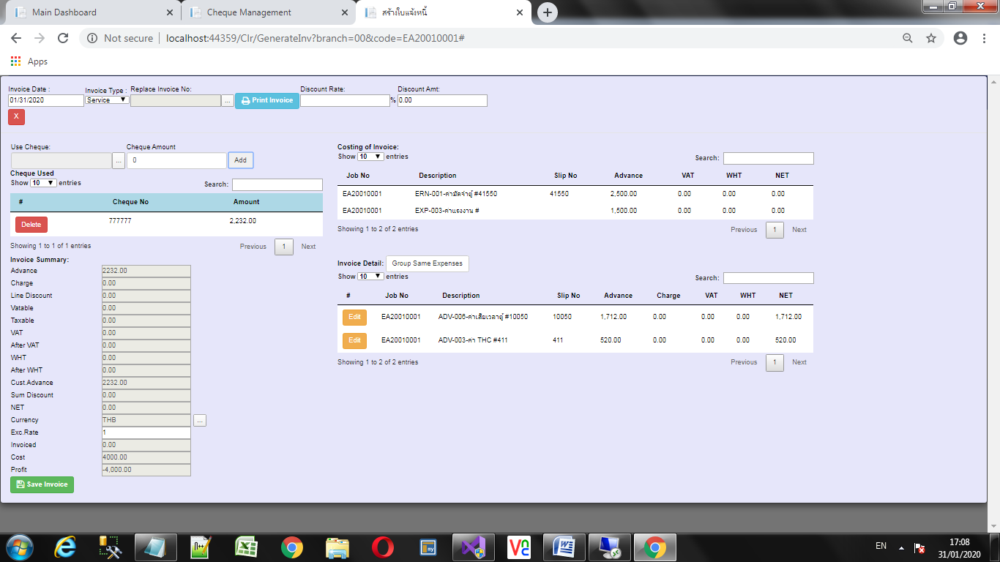 Main Dashboard
Cheque Management
สร้างใบแจ้งหนี้
Not secure | localhost:44359/Clr/GenerateInv?branch=00&code=EA20010001#
Apps
Invoice Date :
Invoice Type :
Replace Invoice No:
Discount Rate:
Discount Amt:
01/31/2020
Service
...
Print Invoice
%
0.00
X
Use Cheque:
Cheque Amount
...
0
Add
Cheque Used
Show 10 entries
Search:
# Cheque No Amount
Delete 777777 2,232.00
Showing 1 to 1 of 1 entries
Previous 1 Next
Invoice Summary:
Advance 2232.00
Charge 0.00
Line Discount 0.00
Vatable 0.00
Taxable 0.00
VAT 0.00
After VAT 0.00
WHT 0.00
After WHT 0.00
Cust.Advance 2232.00
Sum Discount 0.00
NET 0.00
Currency THB ...
Exc.Rate 1
Invoiced 0.00
Cost 4000.00
Profit -4,000.00
Save Invoice
Costing of Invoice:
Show 10 entries
Search:
Job No Description Slip No Advance VAT WHT NET
EA20010001 ERN-001-ค่ามัดจำตู้ #41550 41550 2,500.00 0.00 0.00 0.00
EA20010001 EXP-003-ค่าแรงงาน # 1,500.00 0.00 0.00 0.00
Showing 1 to 2 of 2 entries
Previous 1 Next
Invoice Detail: Group Same Expenses
Show 10 entries
Search:
# Job No Description Slip No Advance Charge VAT WHT NET
Edit EA20010001 ADV-006-ค่าเสียเวลาตู้ #10050 10050 1,712.00 0.00 0.00 0.00 1,712.00
Edit EA20010001 ADV-003-ค่า THC #411 411 520.00 0.00 0.00 0.00 520.00
Showing 1 to 2 of 2 entries
Previous 1 Next
EN
17:08
31/01/2020